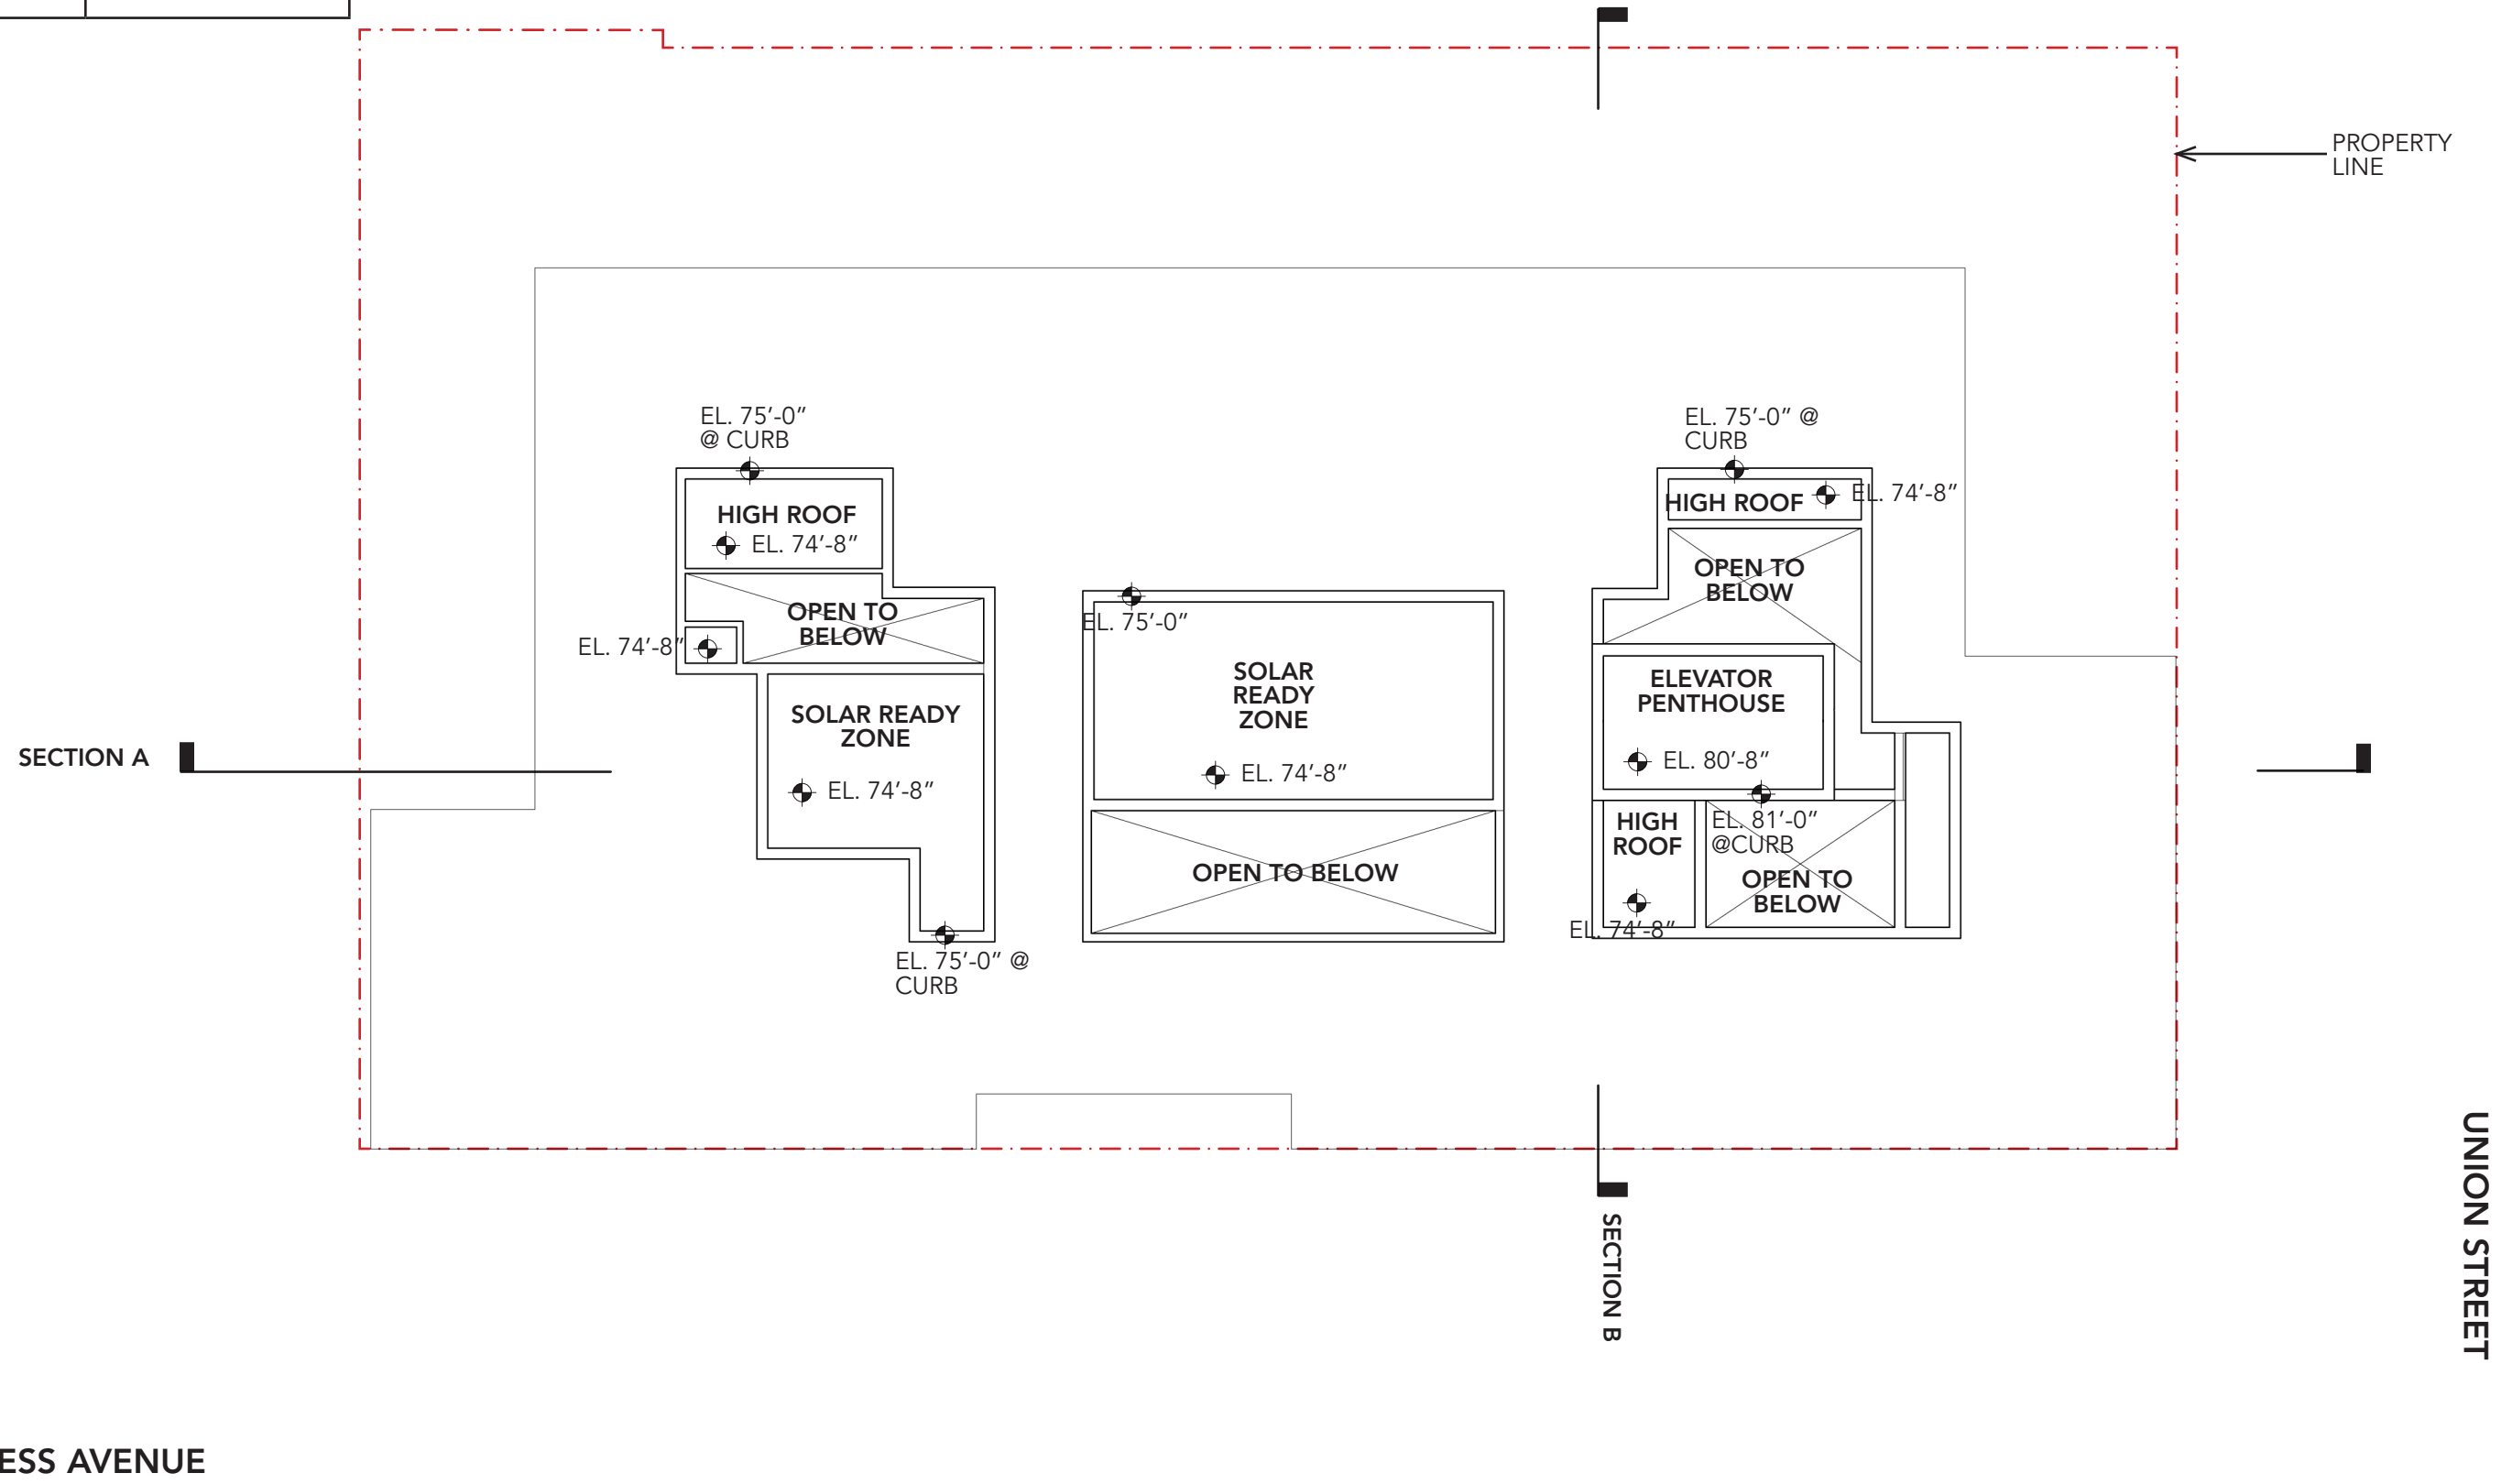 PROPERTY
LINE
EL. 75’-0”
@ CURB
EL. 75’-0” @
CURB
HIGH ROOF
EL. 74’-8”
HIGH ROOF
EL. 74’-8”
OPEN TO
BELOW
EL. 74’-8”
OPEN TO
BELOW
EL. 75’-0”
SOLAR READY
ZONE
EL. 74’-8”
SOLAR
READY
ZONE
EL. 74’-8”
ELEVATOR
PENTHOUSE
EL. 80’-8”
SECTION A
HIGH
ROOF
EL. 74’-8”
EL. 81’-0”
@CURB
OPEN TO BELOW
OPEN TO
BELOW
EL. 75’-0” @
CURB
SECTION B
UNION STREET
ESS AVENUE